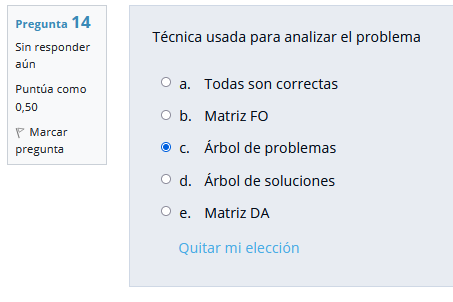 Pregunta 14
Sin responder
aún
Puntúa como
0,50
Marcar
pregunta
Técnica usada para analizar el problema
a. Todas son correctas
b. Matriz FO
c. Árbol de problemas
d. Árbol de soluciones
e. Matriz DA
Quitar mi elección